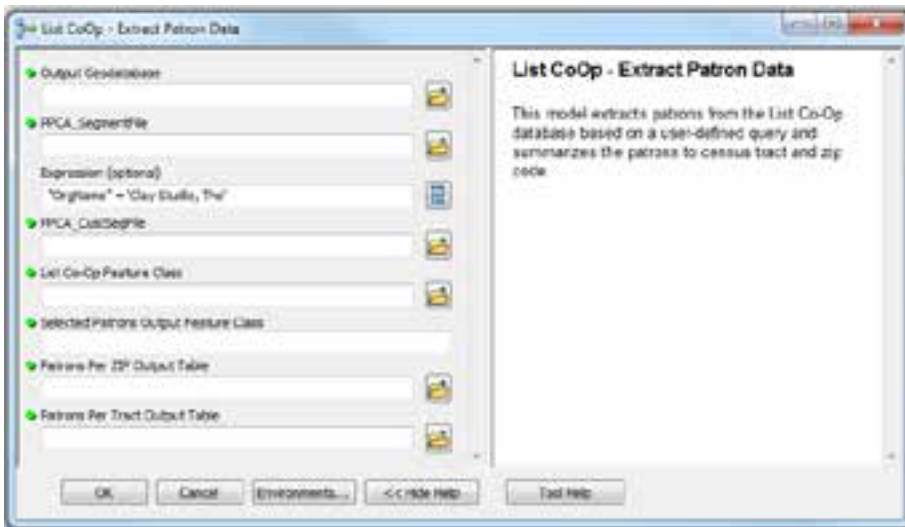 List CoOp - Extract Patron Data
Output Geodatabase
PPCA_SegmentFile
Expression (optional)
"OrgName" = 'Clay Studio, The'
PPCA_CustSegFile
List Co-Op Feature Class
Selected Patrons Output Feature Class
Patrons Per ZIP Output Table
Patrons Per Tract Output Table
OK
Cancel
Environments...
<< Hide Help
List CoOp - Extract Patron Data
This model extracts patrons from the List Co-Op
database based on a user-defined query and
summarizes the patrons to census tract and zip
code
Tool Help